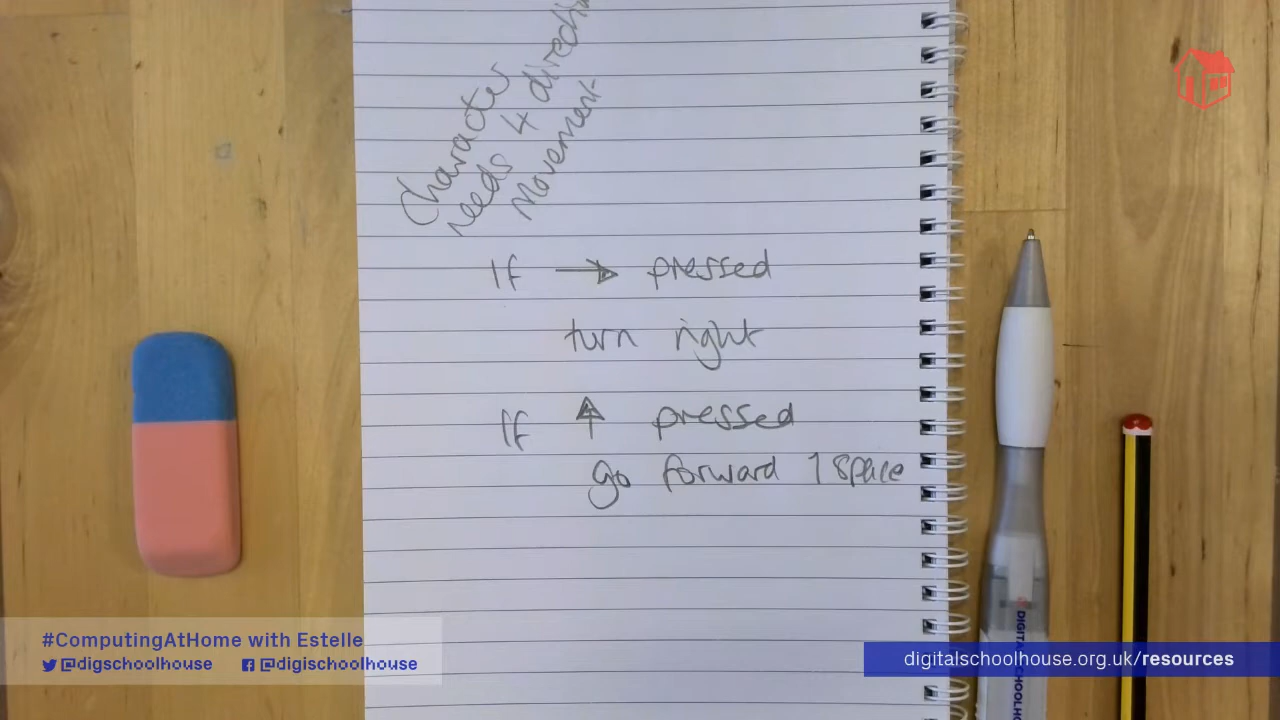 Character
needs 4 direction
Movement
If → pressed
turn right
If ↑ pressed
go forward 1 space
#ComputingAtHome with Estelle
@digschoolhouse @digischoolhouse
digitalschoolhouse.org.uk/resources